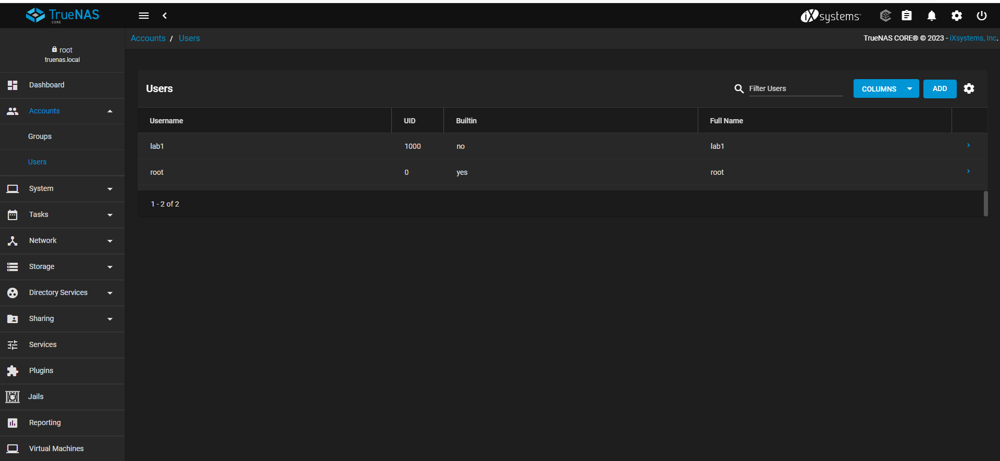 TrueNAS
CORE
iXsystems™
Accounts / Users
TrueNAS CORE® © 2023 - iXsystems, Inc.
root
truenas.local
Dashboard
Accounts
Groups
Users
System
Tasks
Network
Storage
Directory Services
Sharing
Services
Plugins
Jails
Reporting
Virtual Machines
Users
Filter Users
COLUMNS
ADD
Username UID Builtin Full Name
lab1 1000 no lab1
root 0 yes root
1 - 2 of 2